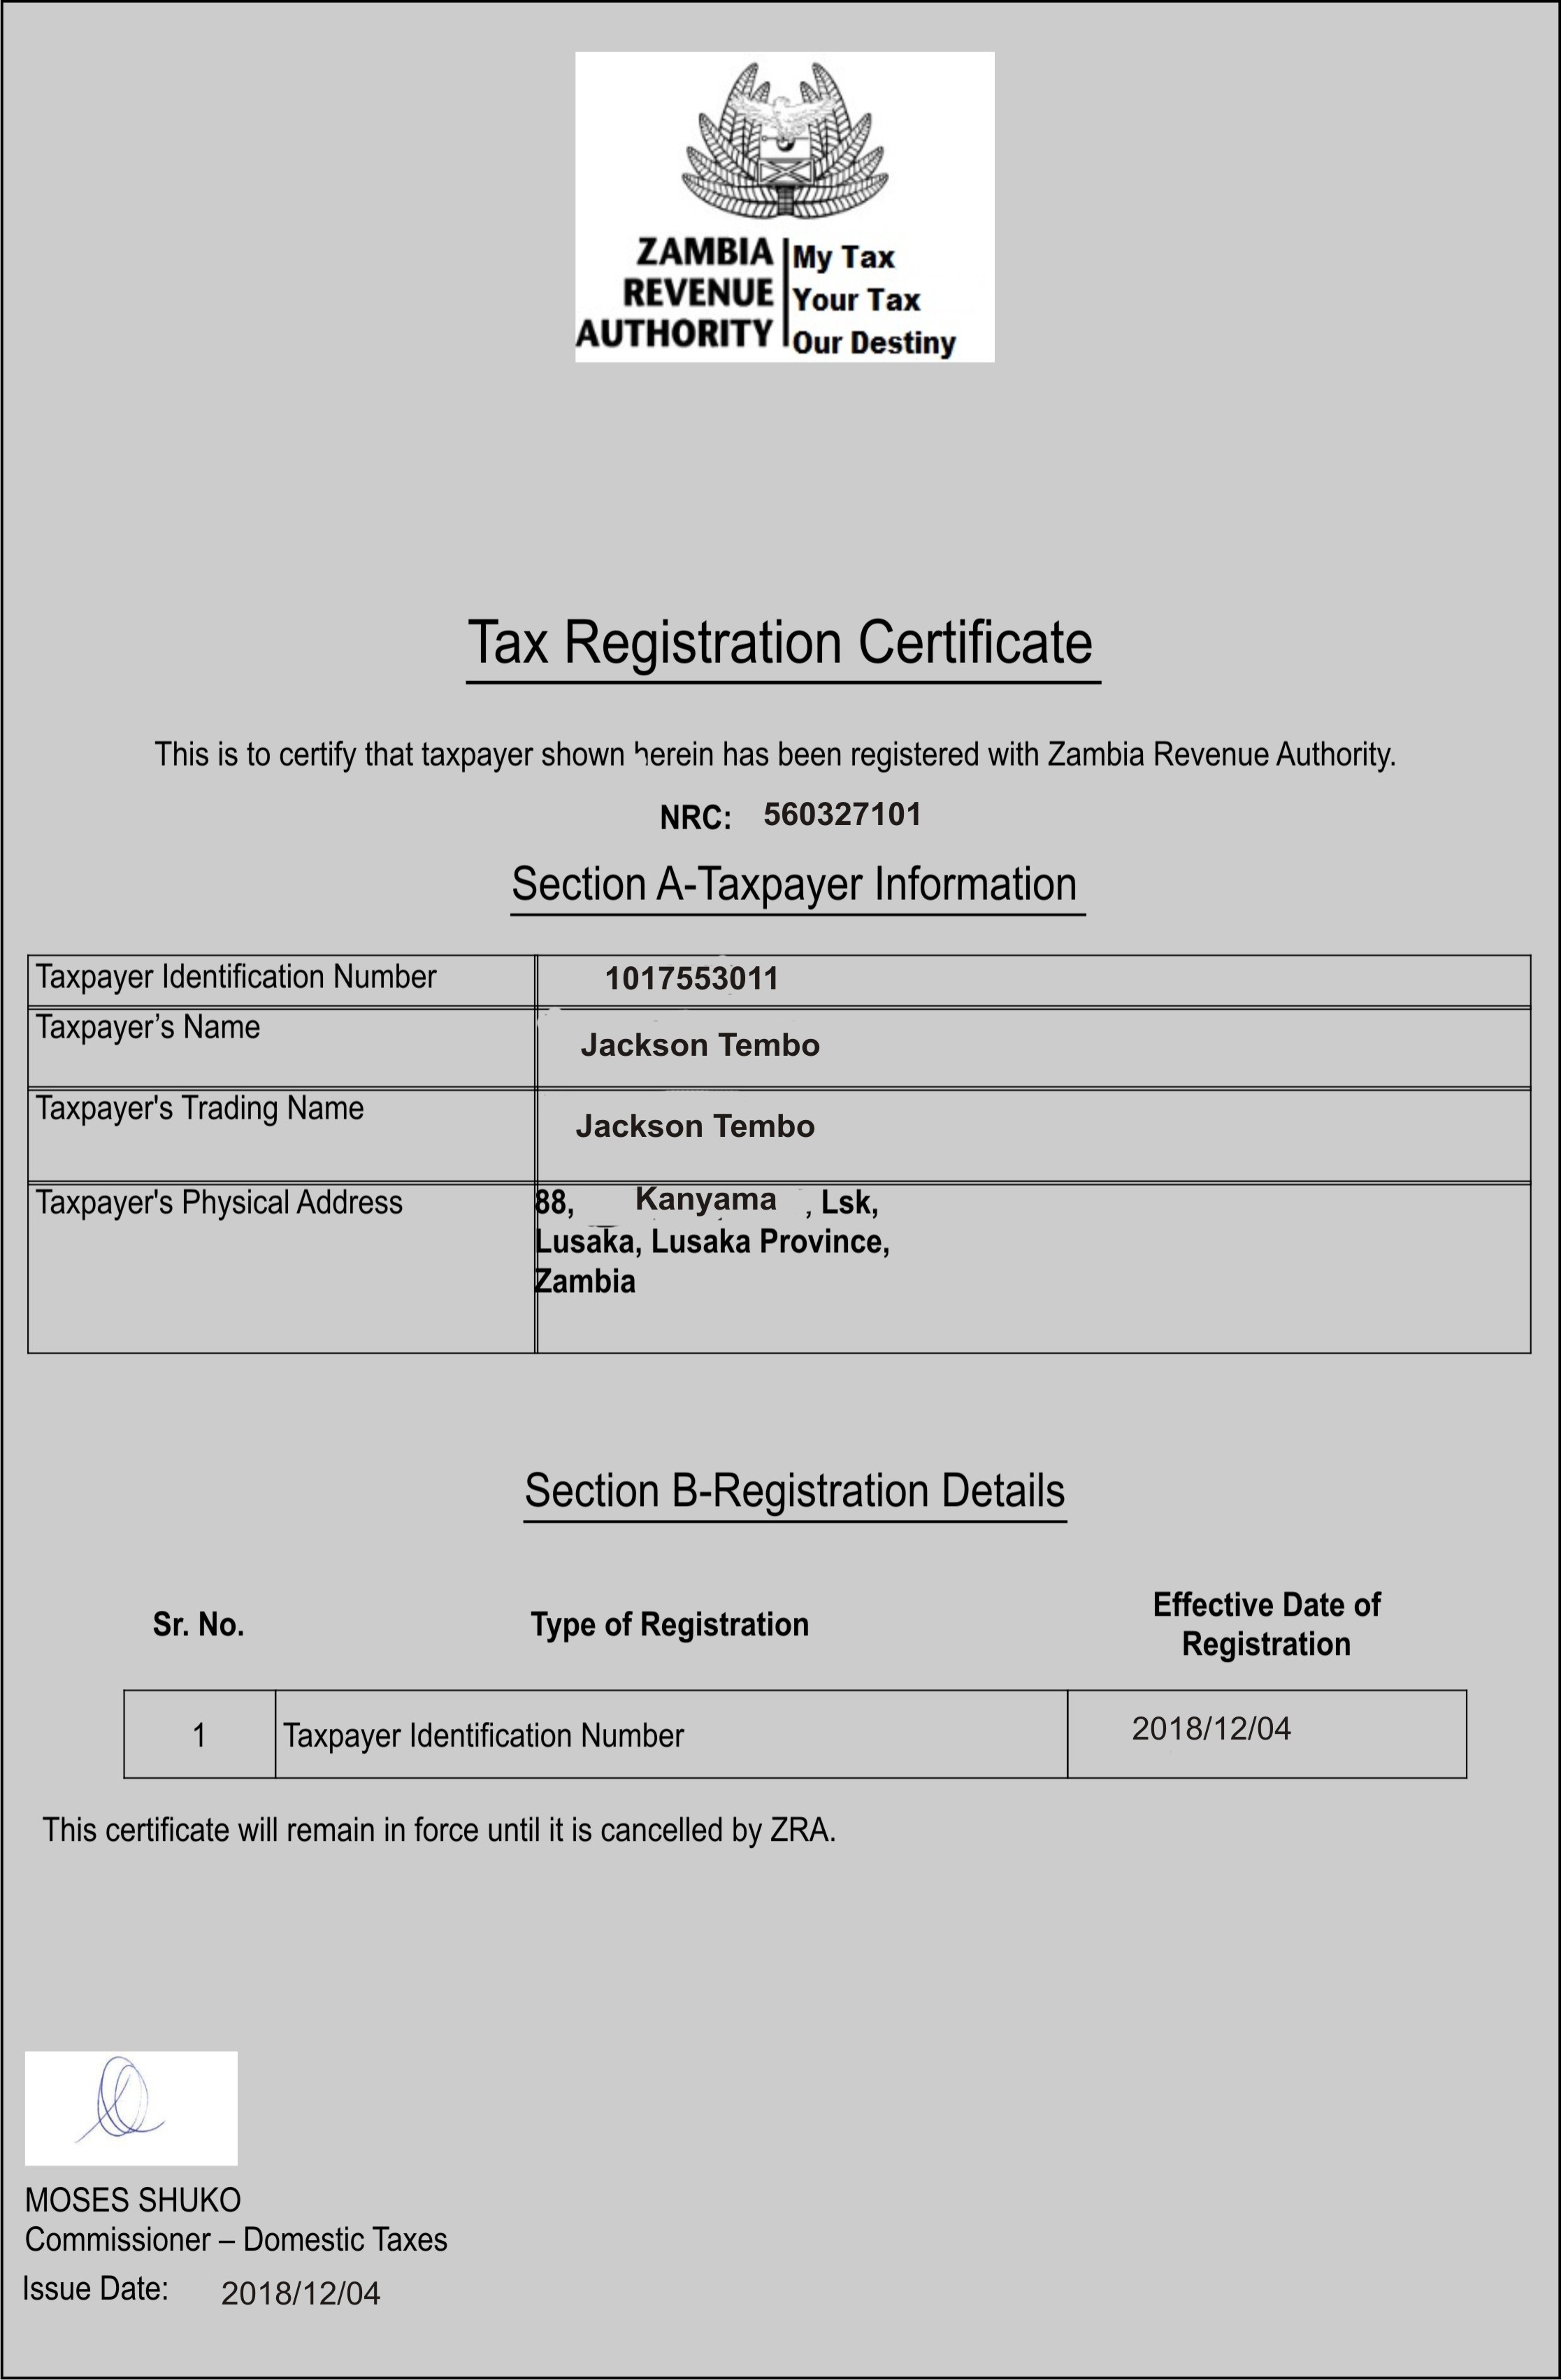 ZAMBIA
REVENUE
AUTHORITY
My Tax
Your Tax
Our Destiny
Tax Registration Certificate
This is to certify that taxpayer shown herein has been registered with Zambia Revenue Authority.
NRC: 560327101
Section A-Taxpayer Information
Taxpayer Identification Number 1017553011
Taxpayer’s Name Jackson Tembo
Taxpayer's Trading Name Jackson Tembo
Taxpayer's Physical Address 88, Kanyama , Lsk,
Lusaka, Lusaka Province,
Zambia
Section B-Registration Details
Sr. No. Type of Registration Effective Date of
Registration
1 Taxpayer Identification Number 2018/12/04
This certificate will remain in force until it is cancelled by ZRA.
MOSES SHUKO
Commissioner – Domestic Taxes
Issue Date: 2018/12/04